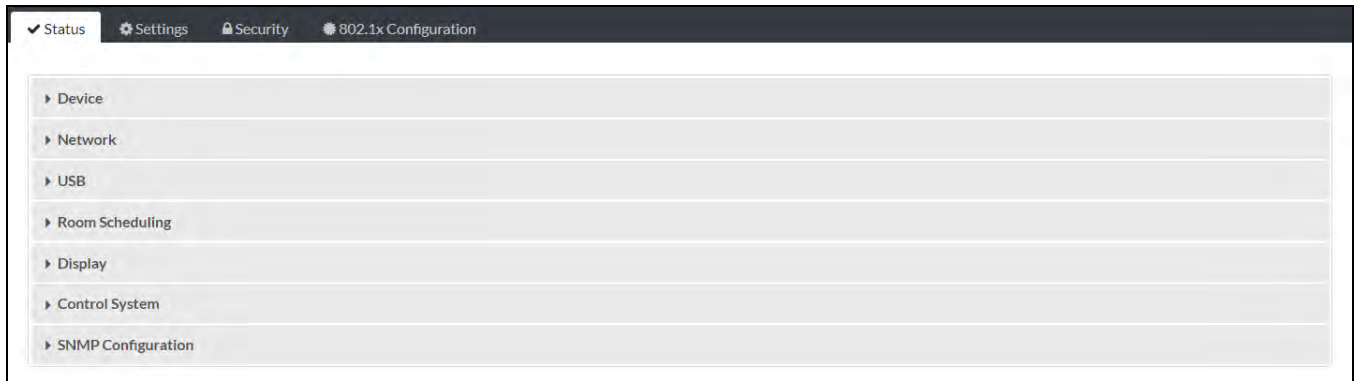 Status Settings Security 802.1x Configuration
Device
Network
USB
Room Scheduling
Display
Control System
SNMP Configuration